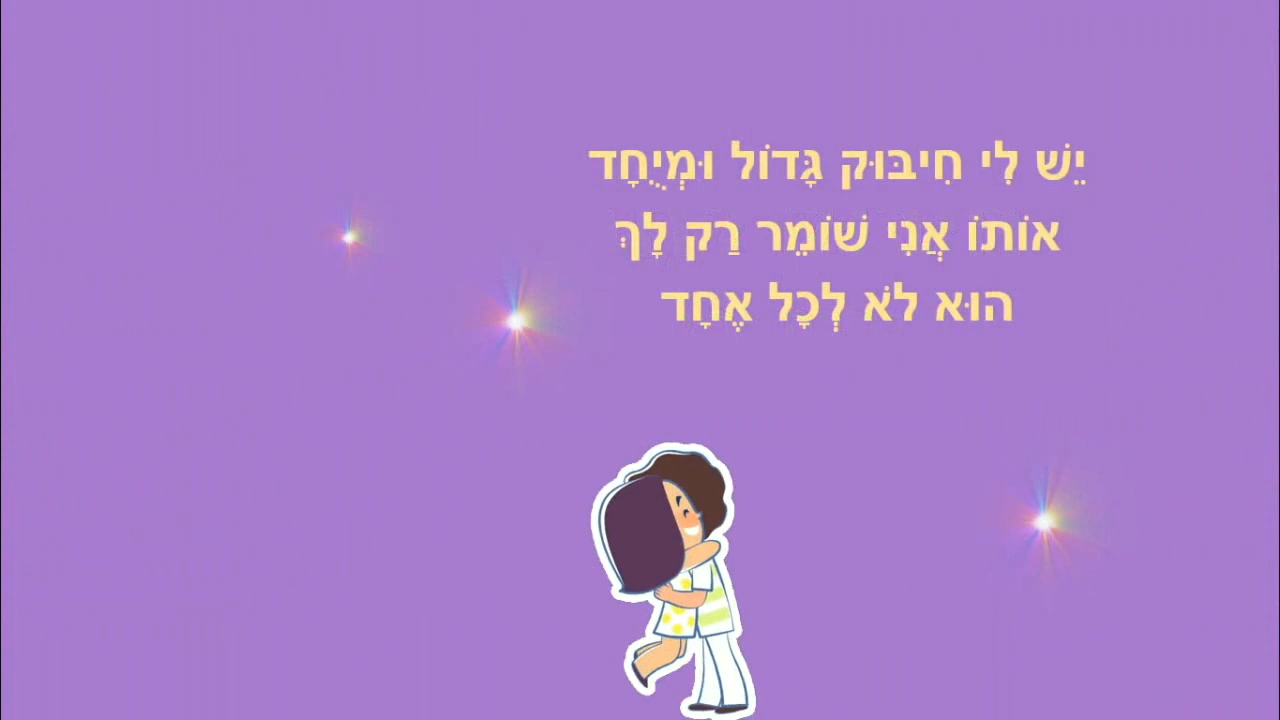 יֵשׁ לִי חִיבּוּק גָּדוֹל וּמְיֻחָד
אוֹתוֹ אֲנִי שׁוֹמֵר רַק לָךְ
הוּא לֹא לְכָל אֶחָד